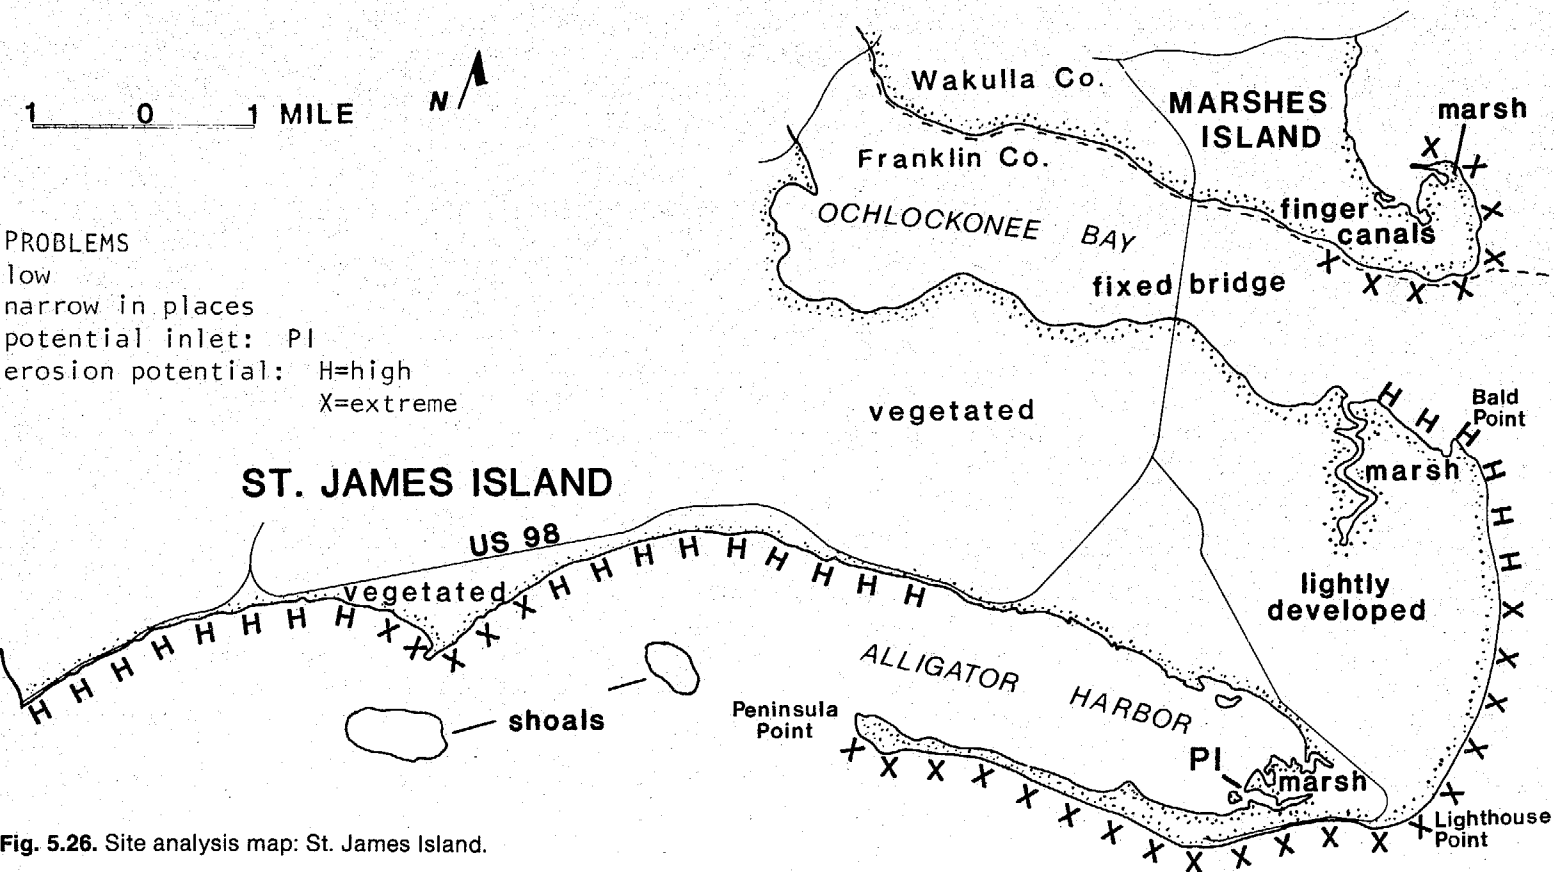 1 0 1 MILE
N
PROBLEMS
low
narrow in places
potential inlet: PI
erosion potential: H=high
X=extreme
Wakulla Co.
Franklin Co.
MARSHES
ISLAND
marsh
X X
X
X
finger
canals
X X X X
OCHLOCKONEE BAY
fixed bridge
vegetated
H H H
Bald
Point
marsh
H H H
X X X X X X
lightly
developed
ST. JAMES ISLAND
US 98
vegetated
H H H H H H H H X X X X X H H H H H H H H H
shoals
ALLIGATOR HARBOR
Peninsula
Point
PI
marsh
X X X X X X X X X X X X X X
Lighthouse
Point
Fig. 5.26. Site analysis map: St. James Island.